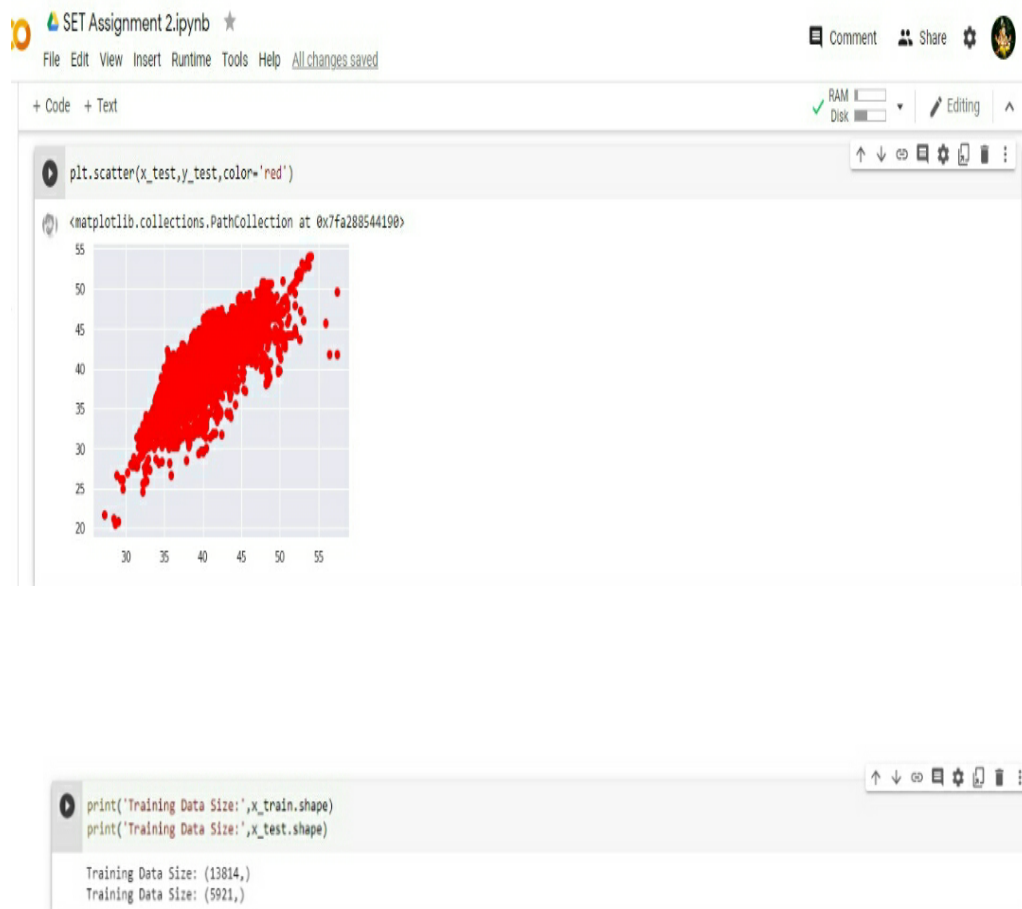 SET Assignment 2.ipynb
Comment Share
File Edit View Insert Runtime Tools Help All changes saved
+ Code + Text
RAM
Disk
Editing
plt.scatter(x_test,y_test,color='red')
<matplotlib.collections.PathCollection at 0x7fa288544190>
55
50
45
40
35
30
25
20
30 35 40 45 50 55
print('Training Data Size:',x_train.shape)
print('Training Data Size:',x_test.shape)
Training Data Size: (13814,)
Training Data Size: (5921,)